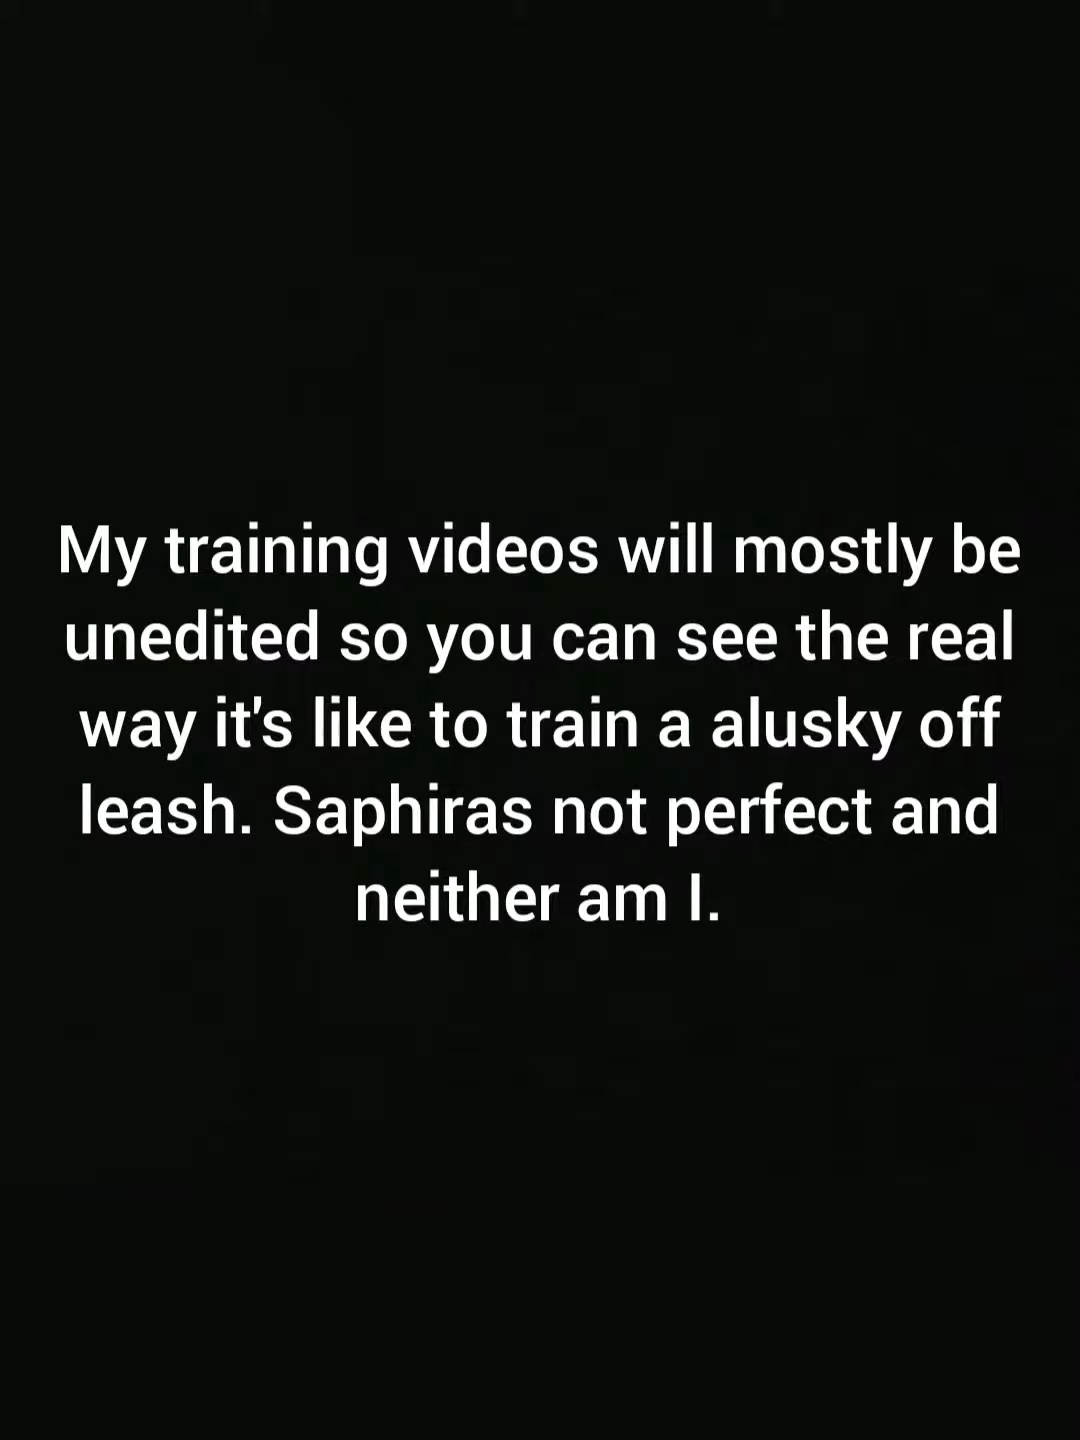 My training videos will mostly be
unedited so you can see the real
way it's like to train a alusky off
leash. Saphiras not perfect and
neither am I.